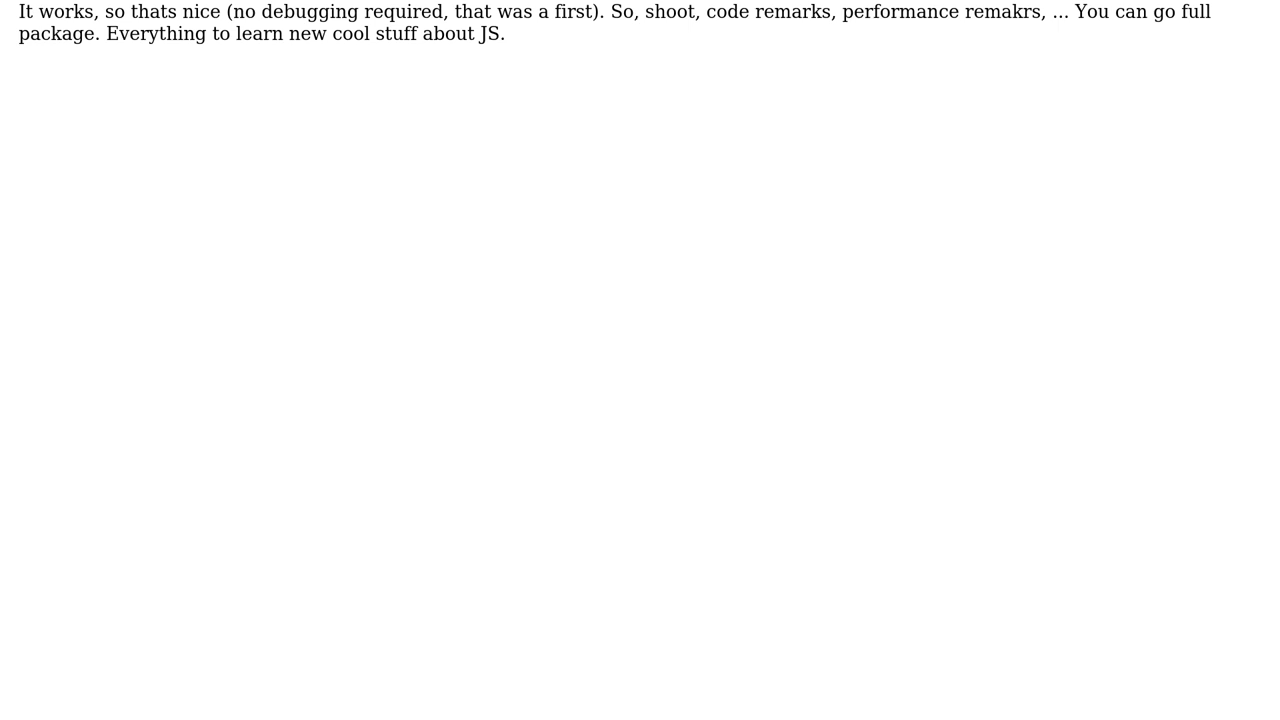 It works, so thats nice (no debugging required, that was a first). So, shoot, code remarks, performance remakrs, ... You can go full
package. Everything to learn new cool stuff about JS.